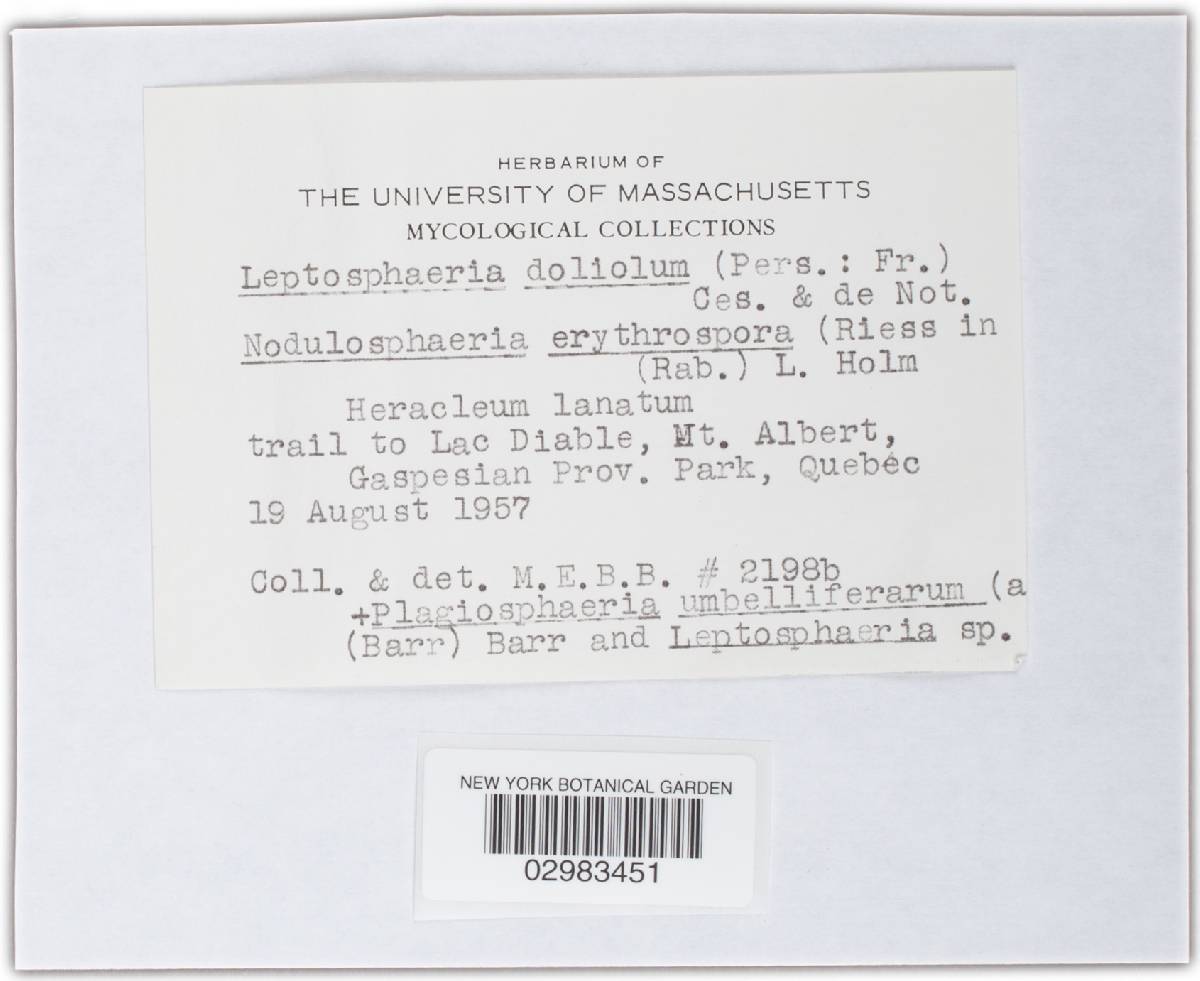 HERBARIUM OF
THE UNIVERSITY OF MASSACHUSETTS
MYCOLOGICAL COLLECTIONS
Leptosphaeria doliolum (Pers.: Fr.)
Ces. & de Not.
Nodulosphaeria erythrospora (Riess in
(Rab.) L. Holm
Heracleum lanatum
trail to Lac Diable, Mt. Albert,
Gaspesian Prov. Park, Quebéc
19 August 1957
Coll. & det. M.E.B.B. # 2198b
+Plagiosphaeria umbelliferarum (a
(Barr) Barr and Leptosphaeria sp.
NEW YORK BOTANICAL GARDEN
02983451